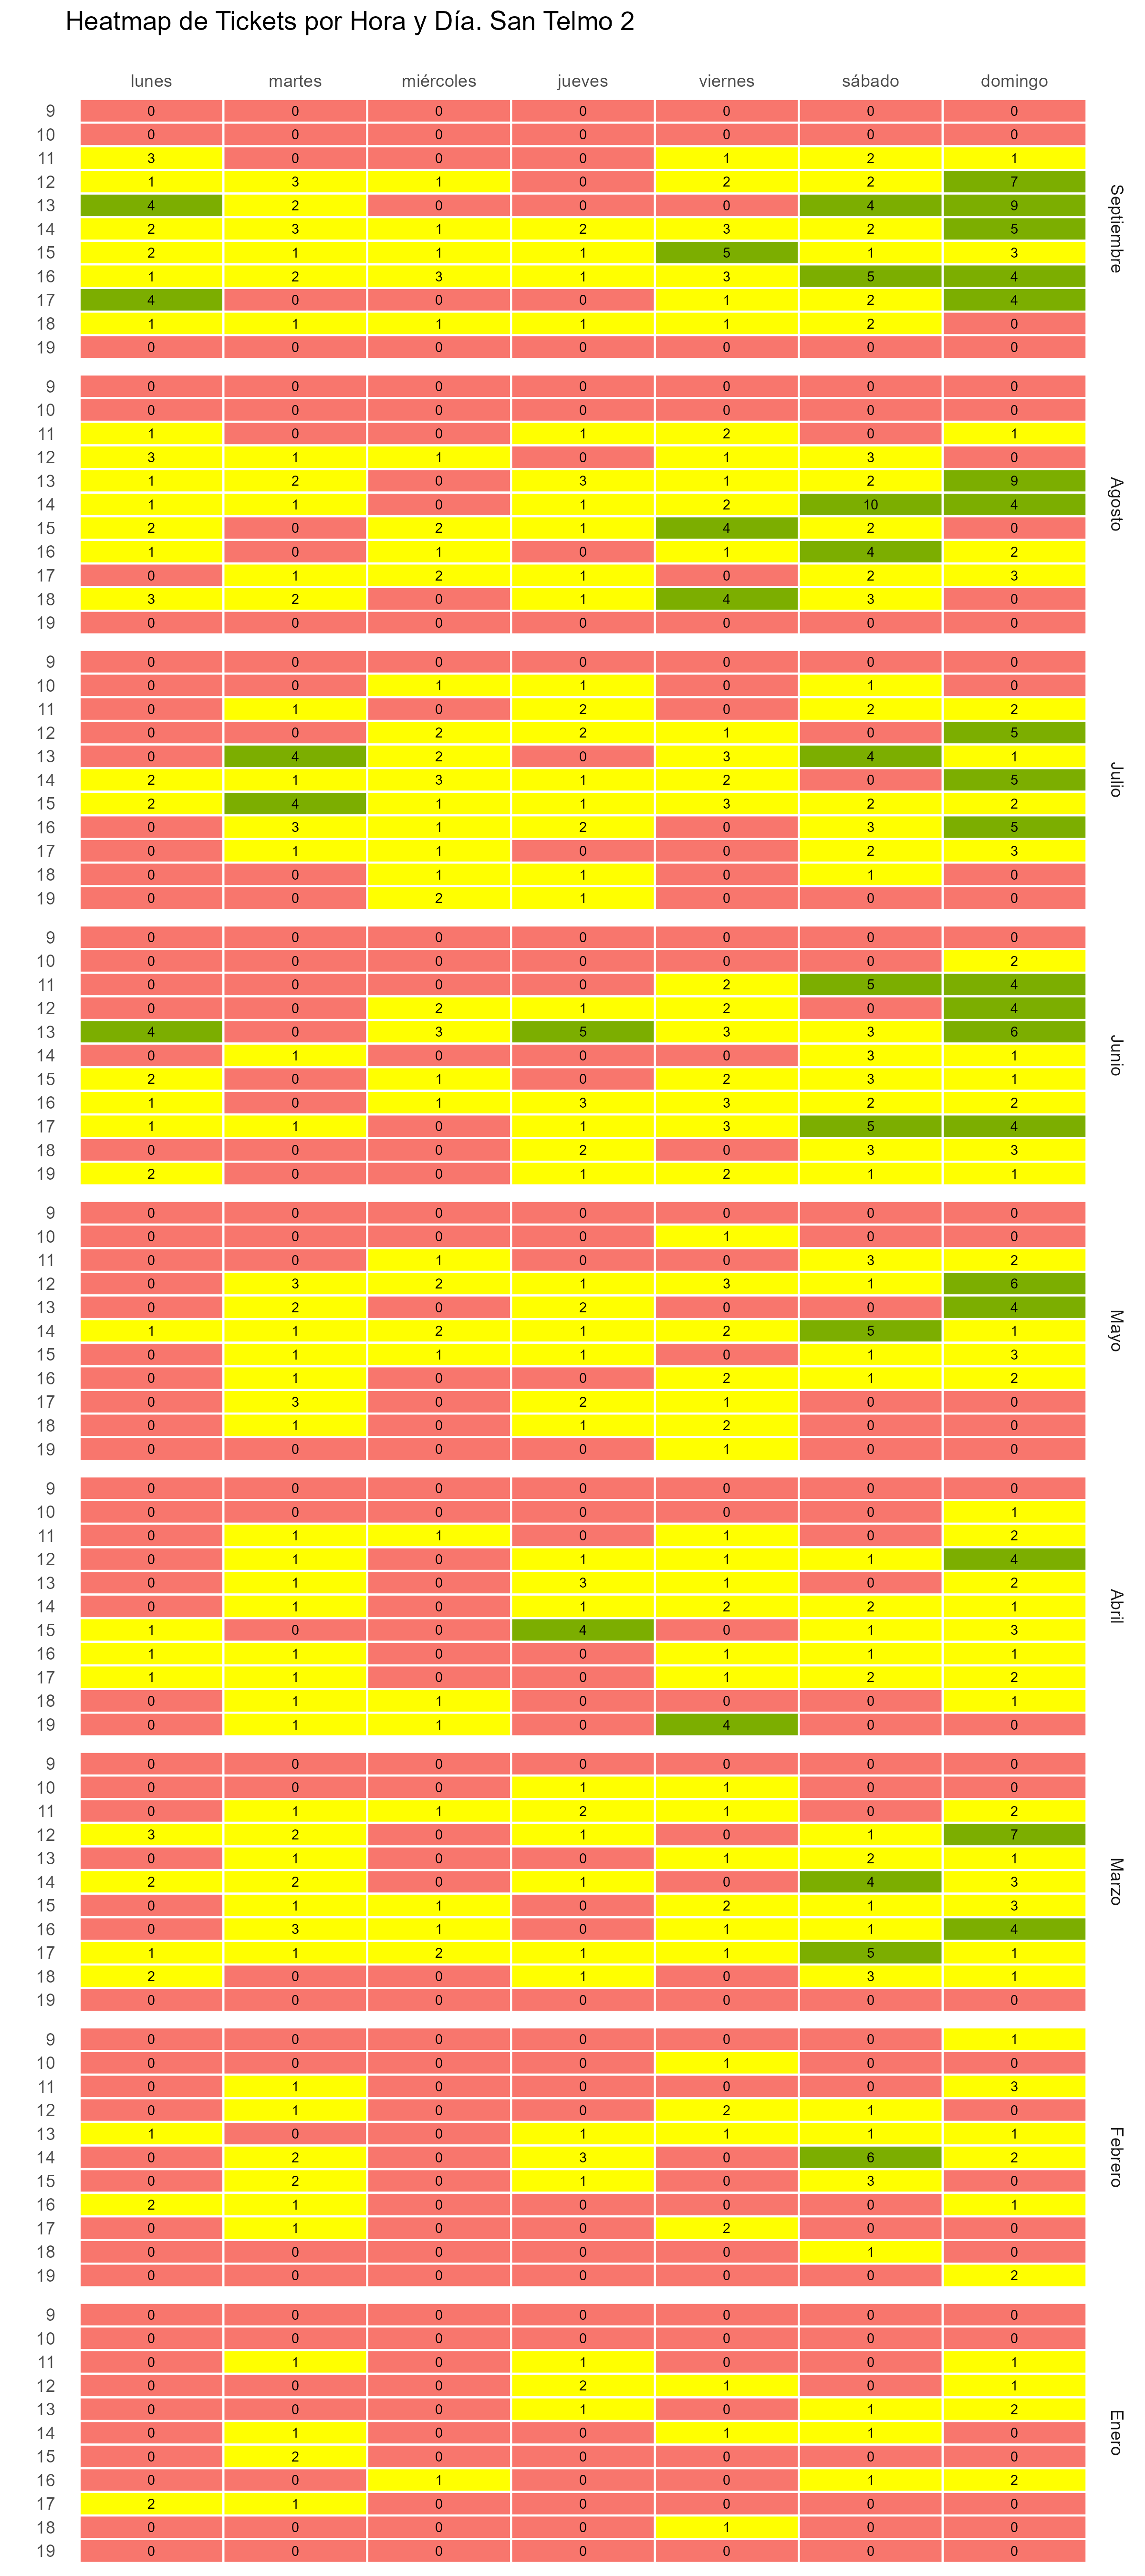 Heatmap de Tickets por Hora y Día. San Telmo 2
lunes martes miércoles jueves viernes sábado domingo
Septiembre
9 0 0 0 0 0 0 0
10 0 0 0 0 0 0 0
11 3 0 0 0 1 2 1
12 1 3 1 0 2 2 7
13 4 2 0 0 0 4 9
14 2 3 1 2 3 2 5
15 2 1 1 1 5 1 3
16 1 2 3 1 3 5 4
17 4 0 0 0 1 2 4
18 1 1 1 1 1 2 0
19 0 0 0 0 0 0 0
Agosto
9 0 0 0 0 0 0 0
10 0 0 0 0 0 0 0
11 1 0 0 1 2 0 1
12 3 1 1 0 1 3 0
13 1 2 0 3 1 2 9
14 1 1 0 1 2 10 4
15 2 0 2 1 4 2 0
16 1 0 1 0 1 4 2
17 0 1 2 1 0 2 3
18 3 2 0 1 4 3 0
19 0 0 0 0 0 0 0
Julio
9 0 0 0 0 0 0 0
10 0 0 1 1 0 1 0
11 0 1 0 2 0 2 2
12 0 0 2 2 1 0 5
13 0 4 2 0 3 4 1
14 2 1 3 1 2 0 5
15 2 4 1 1 3 2 2
16 0 3 1 2 0 3 5
17 0 1 1 0 0 2 3
18 0 0 1 1 0 1 0
19 0 0 2 1 0 0 0
Junio
9 0 0 0 0 0 0 0
10 0 0 0 0 0 0 2
11 0 0 0 0 2 5 4
12 0 0 2 1 2 0 4
13 4 0 3 5 3 3 6
14 0 1 0 0 0 3 1
15 2 0 1 0 2 3 1
16 1 0 1 3 3 2 2
17 1 1 0 1 3 5 4
18 0 0 0 2 0 3 3
19 2 0 0 1 2 1 1
Mayo
9 0 0 0 0 0 0 0
10 0 0 0 0 1 0 0
11 0 0 1 0 0 3 2
12 0 3 2 1 3 1 6
13 0 2 0 2 0 0 4
14 1 1 2 1 2 5 1
15 0 1 1 1 0 1 3
16 0 1 0 0 2 1 2
17 0 3 0 2 1 0 0
18 0 1 0 1 2 0 0
19 0 0 0 0 1 0 0
Abril
9 0 0 0 0 0 0 0
10 0 0 0 0 0 0 1
11 0 1 1 0 1 0 2
12 0 1 0 1 1 1 4
13 0 1 0 3 1 0 2
14 0 1 0 1 2 2 1
15 1 0 0 4 0 1 3
16 1 1 0 0 1 1 1
17 1 1 0 0 1 2 2
18 0 1 1 0 0 0 1
19 0 1 1 0 4 0 0
Marzo
9 0 0 0 0 0 0 0
10 0 0 0 1 1 0 0
11 0 1 1 2 1 0 2
12 3 2 0 1 0 1 7
13 0 1 0 0 1 2 1
14 2 2 0 1 0 4 3
15 0 1 1 0 2 1 3
16 0 3 1 0 1 1 4
17 1 1 2 1 1 5 1
18 2 0 0 1 0 3 1
19 0 0 0 0 0 0 0
Febrero
9 0 0 0 0 0 0 1
10 0 0 0 0 1 0 0
11 0 1 0 0 0 0 3
12 0 1 0 0 2 1 0
13 1 0 0 1 1 1 1
14 0 2 0 3 0 6 2
15 0 2 0 1 0 3 0
16 2 1 0 0 0 0 1
17 0 1 0 0 2 0 0
18 0 0 0 0 0 1 0
19 0 0 0 0 0 0 2
Enero
9 0 0 0 0 0 0 0
10 0 0 0 0 0 0 0
11 0 1 0 1 0 0 1
12 0 0 0 2 1 0 1
13 0 0 0 1 0 1 2
14 0 1 0 0 1 1 0
15 0 2 0 0 0 0 0
16 0 0 1 0 0 1 2
17 2 1 0 0 0 0 0
18 0 0 0 0 1 0 0
19 0 0 0 0 0 0 0